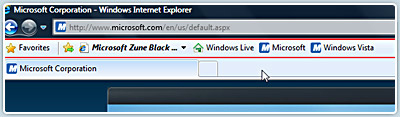 Microsoft Corporation - Windows Internet Explorer
http://www.microsoft.com/en/us/default.aspx
Favorites Microsoft Zune Black ... Windows Live Microsoft Windows Vista
Microsoft Corporation